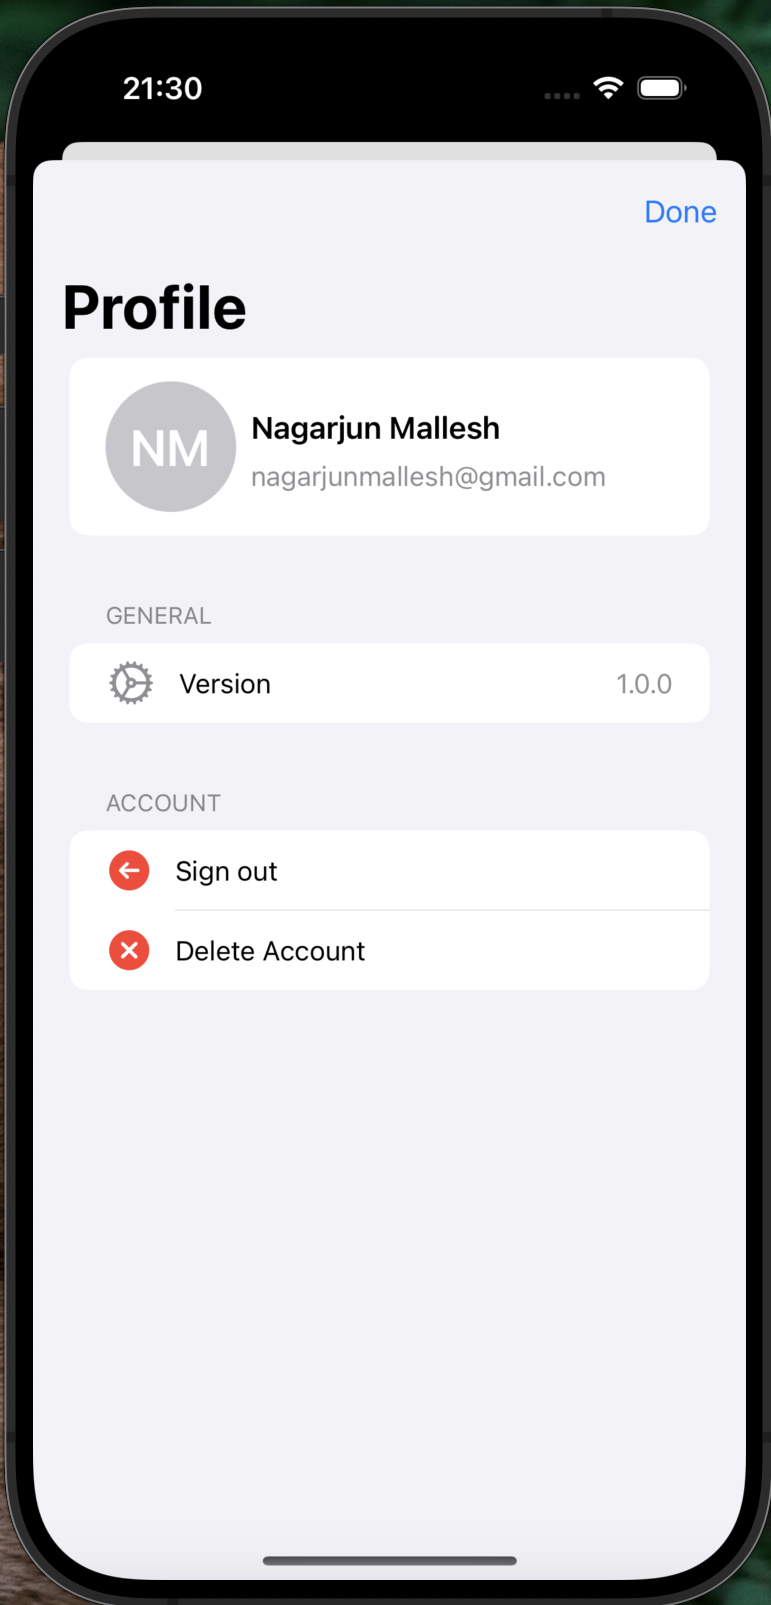 21:30
Done
Profile
NM
Nagarjun Mallesh
nagarjunmallesh@gmail.com
GENERAL
Version 1.0.0
ACCOUNT
Sign out
Delete Account